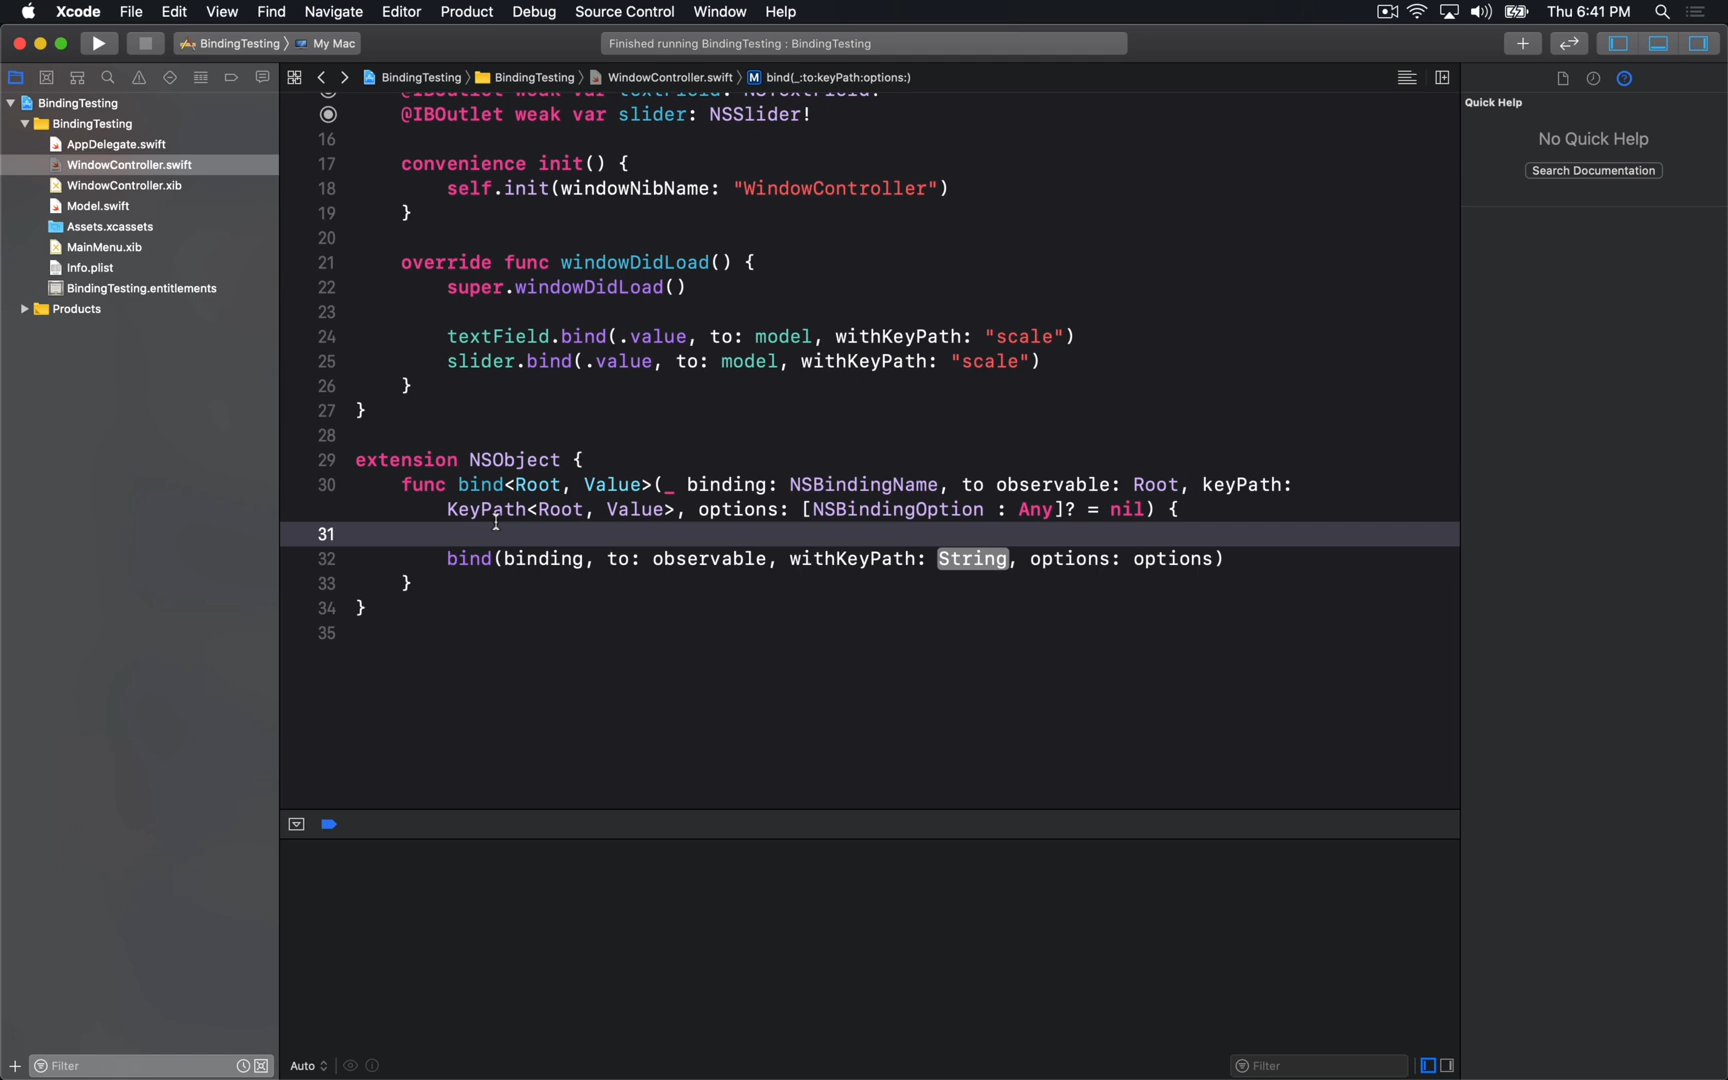 Xcode File Edit View Find Navigate Editor Product Debug Source Control Window Help Thu 6:41 PM
BindingTesting My Mac Finished running BindingTesting : BindingTesting
BindingTesting BindingTesting WindowController.swift M bind(_:to:keyPath:options:)
BindingTesting
BindingTesting
AppDelegate.swift
WindowController.swift
WindowController.xib
Model.swift
Assets.xcassets
MainMenu.xib
Info.plist
BindingTesting.entitlements
Products
Filter
@IBOutlet weak var textField: NSTextField!
@IBOutlet weak var slider: NSSlider!
16
17 convenience init() {
18 self.init(windowNibName: "WindowController")
19 }
20
21 override func windowDidLoad() {
22 super.windowDidLoad()
23
24 textField.bind(.value, to: model, withKeyPath: "scale")
25 slider.bind(.value, to: model, withKeyPath: "scale")
26 }
27 }
28
29 extension NSObject {
30 func bind<Root, Value>(_ binding: NSBindingName, to observable: Root, keyPath:
KeyPath<Root, Value>, options: [NSBindingOption : Any]? = nil) {
31
32 bind(binding, to: observable, withKeyPath: String, options: options)
33 }
34 }
35
Auto
Filter
Quick Help
No Quick Help
Search Documentation